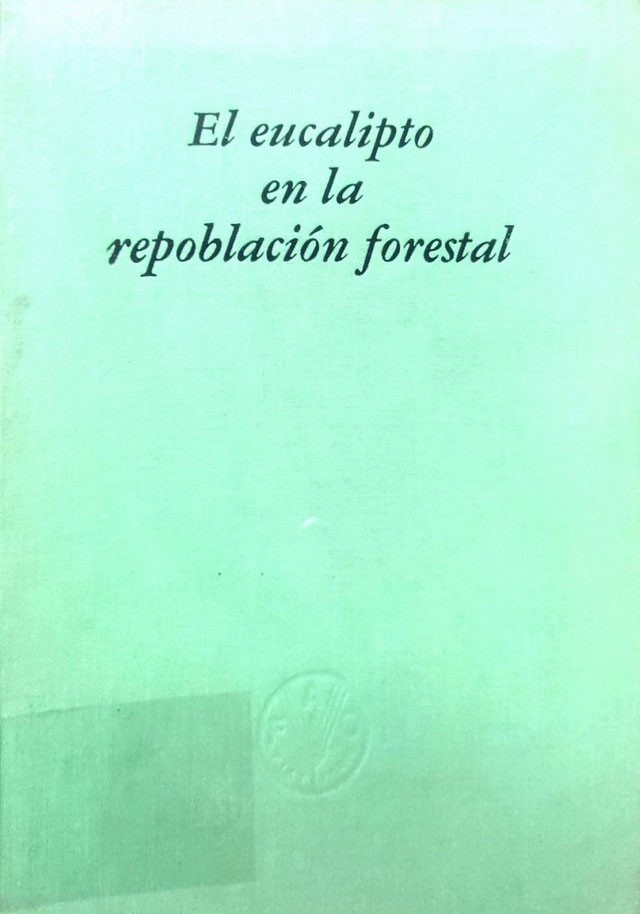 El eucalipto
en la
repoblación forestal